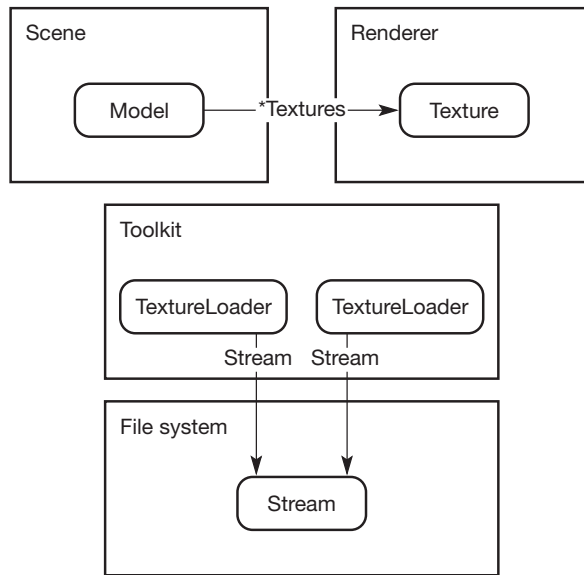 Scene
Renderer
Model
*Textures
Texture
Toolkit
TextureLoader
TextureLoader
Stream
Stream
File system
Stream